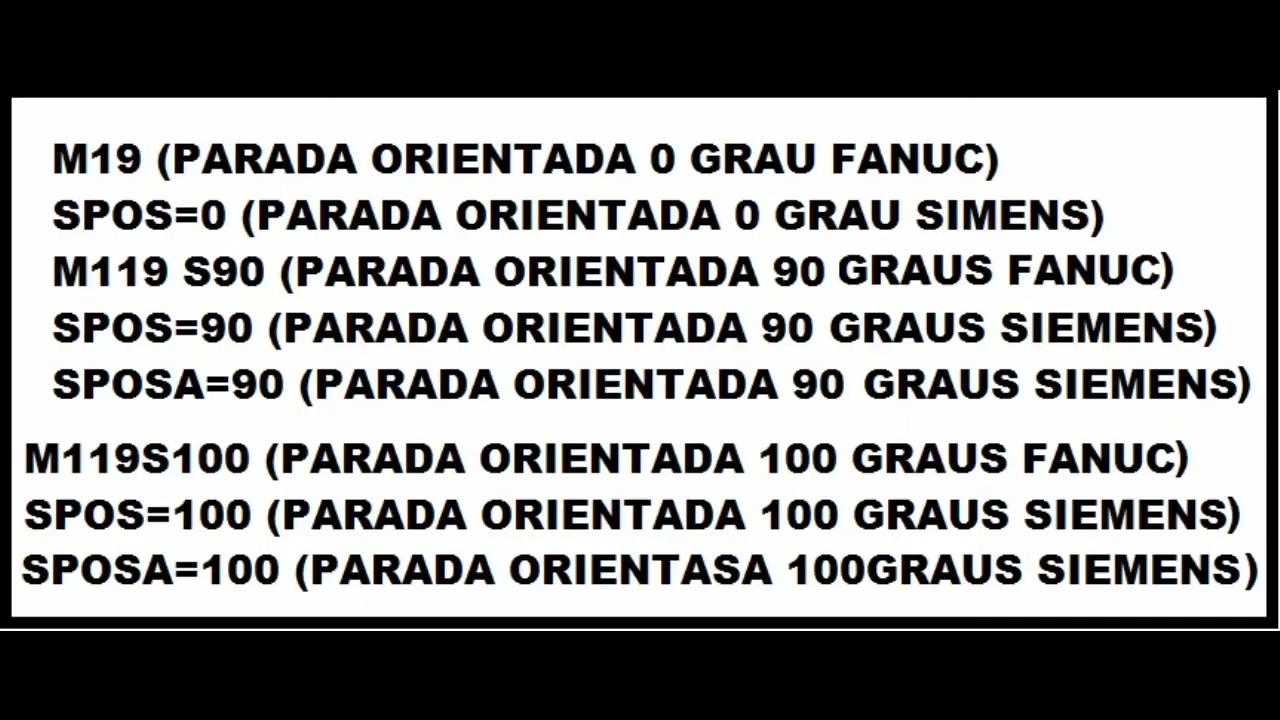 M19 (PARADA ORIENTADA 0 GRAU FANUC)
SPOS=0 (PARADA ORIENTADA 0 GRAU SIMENS)
M119 S90 (PARADA ORIENTADA 90 GRAUS FANUC)
SPOS=90 (PARADA ORIENTADA 90 GRAUS SIEMENS)
SPOSA=90 (PARADA ORIENTADA 90 GRAUS SIEMENS)
M119S100 (PARADA ORIENTADA 100 GRAUS FANUC)
SPOS=100 (PARADA ORIENTADA 100 GRAUS SIEMENS)
SPOSA=100 (PARADA ORIENTASA 100GRAUS SIEMENS)